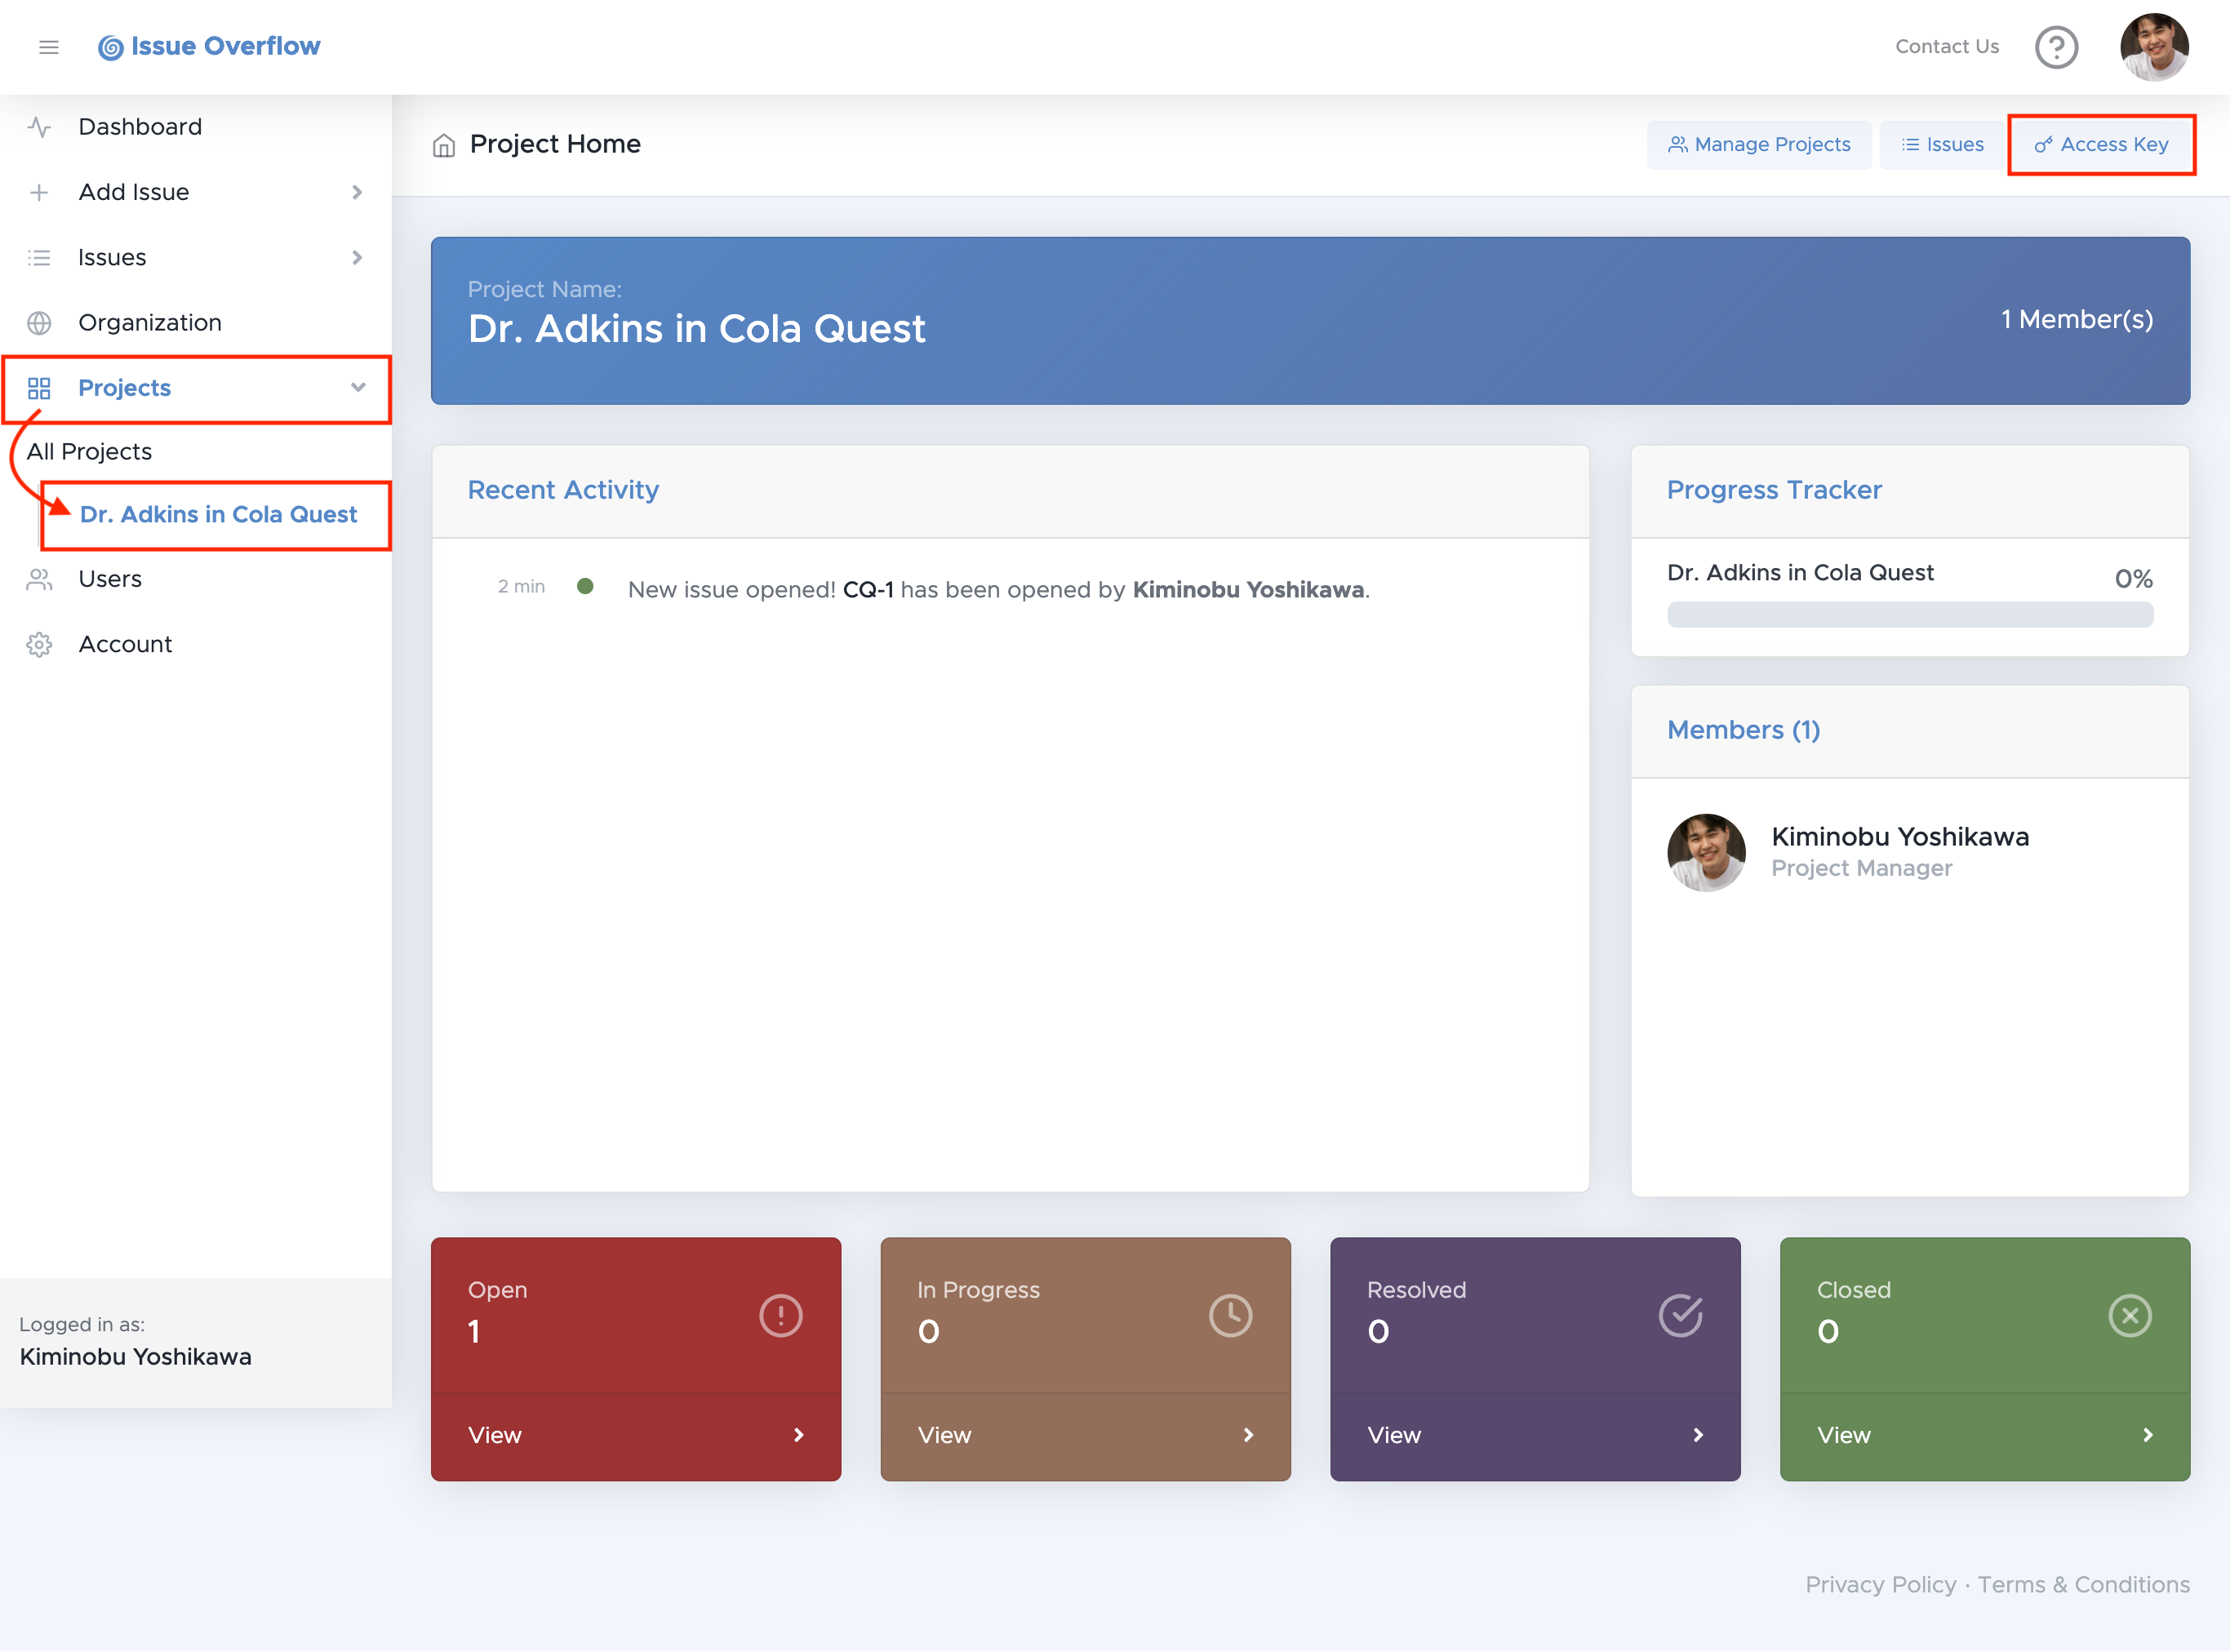 Issue Overflow
Contact Us
Dashboard
Add Issue
Issues
Organization
Projects
All Projects
Dr. Adkins in Cola Quest
Users
Account
Logged in as:
Kiminobu Yoshikawa
Project Home
Manage Projects
Issues
Access Key
Project Name:
Dr. Adkins in Cola Quest
1 Member(s)
Recent Activity
2 min
New issue opened! CQ-1 has been opened by Kiminobu Yoshikawa.
Progress Tracker
Dr. Adkins in Cola Quest
0%
Members (1)
Kiminobu Yoshikawa
Project Manager
Open
1
View
In Progress
0
View
Resolved
0
View
Closed
0
View
Privacy Policy · Terms & Conditions